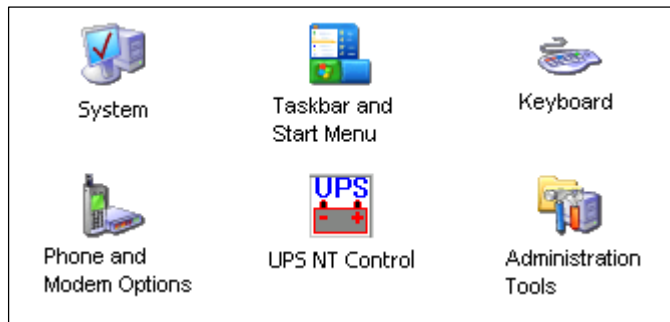 System
Taskbar and
Start Menu
Keyboard
Phone and
Modem Options
UPS
UPS NT Control
Administration
Tools